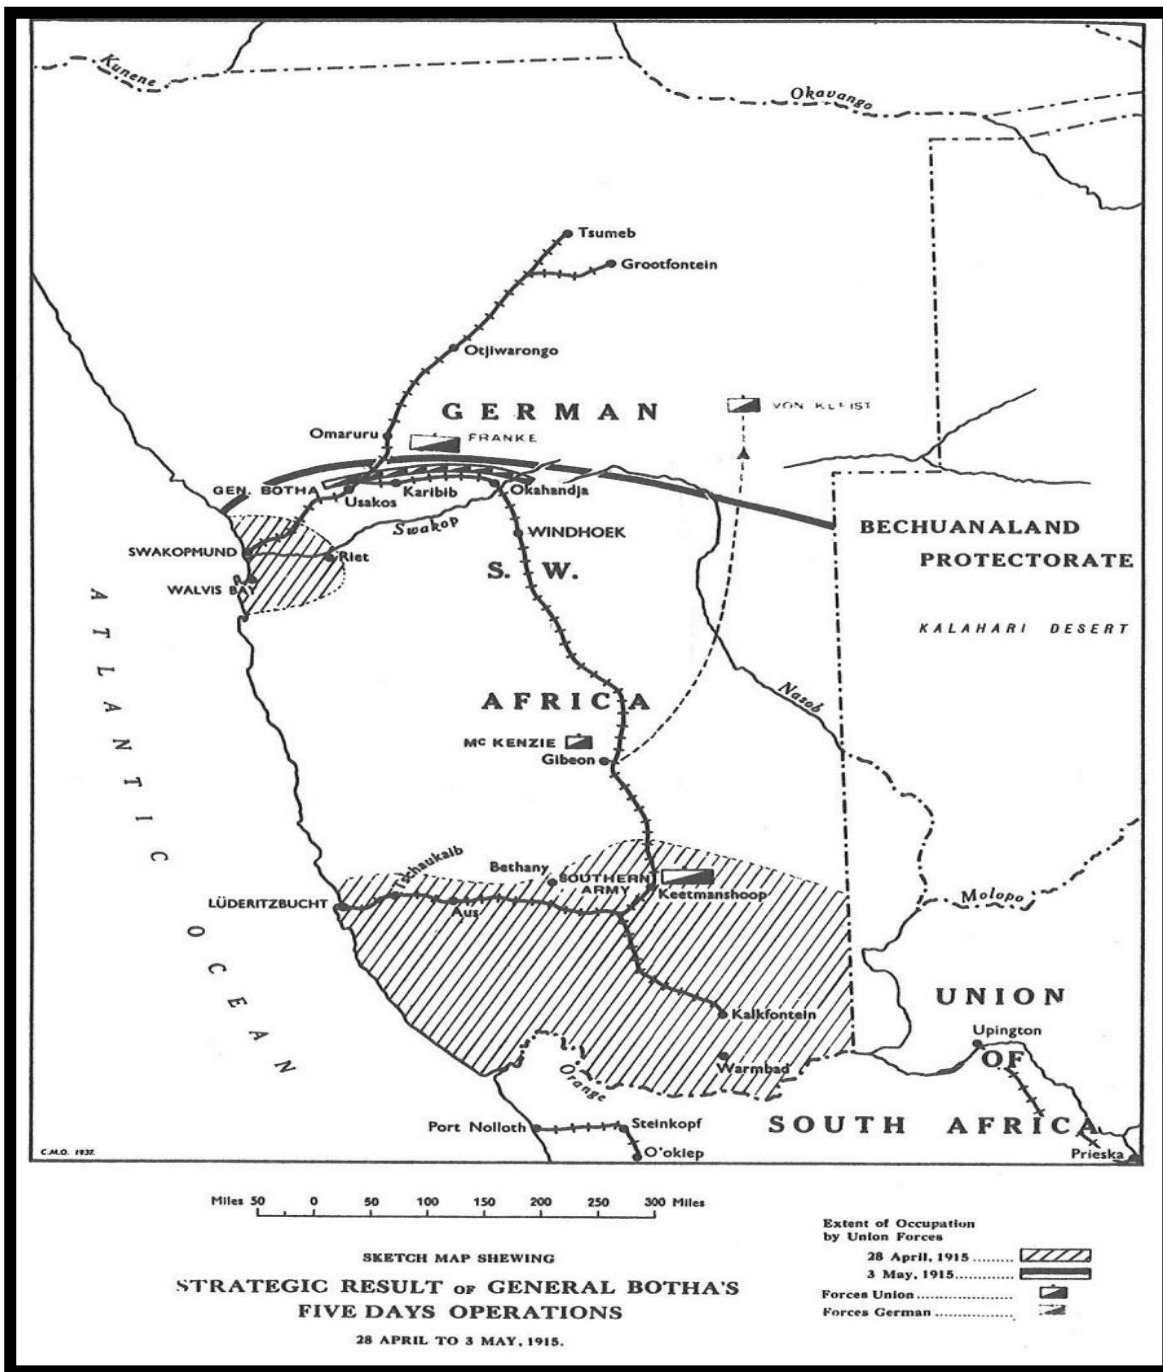 Kunene
Okavango
Tsumeb
Grootfontein
Otjiwarongo
GERMAN
VON KLEIST
Omaruru
FRANKE
GEN. BOTHA
Usakos
Karibib
Okahandja
Swakop
WINDHOEK
BECHUANALAND
PROTECTORATE
SWAKOPMUND
Riet
S. W.
WALVIS BAY
KALAHARI DESERT
ATLANTIC OCEAN
AFRICA
Nasob
Mc KENZIE
Gibeon
Tschaukaib
Bethany
SOUTHERN
ARMY
Keetmanshoop
LÜDERITZBUCHT
Aus
Molopo
UNION
Kalkfontein
Upington
OF
Warmbad
Orange
SOUTH AFRICA
Port Nolloth
Steinkopf
O'okiep
Prieska
C.M.O. 1937.
Miles 50 0 50 100 150 200 250 300 Miles
Extent of Occupation
by Union Forces
28 April, 1915 ........
3 May, 1915............
Forces Union ................
Forces German ..............
SKETCH MAP SHEWING
STRATEGIC RESULT OF GENERAL BOTHA'S
FIVE DAYS OPERATIONS
28 APRIL TO 3 MAY, 1915.